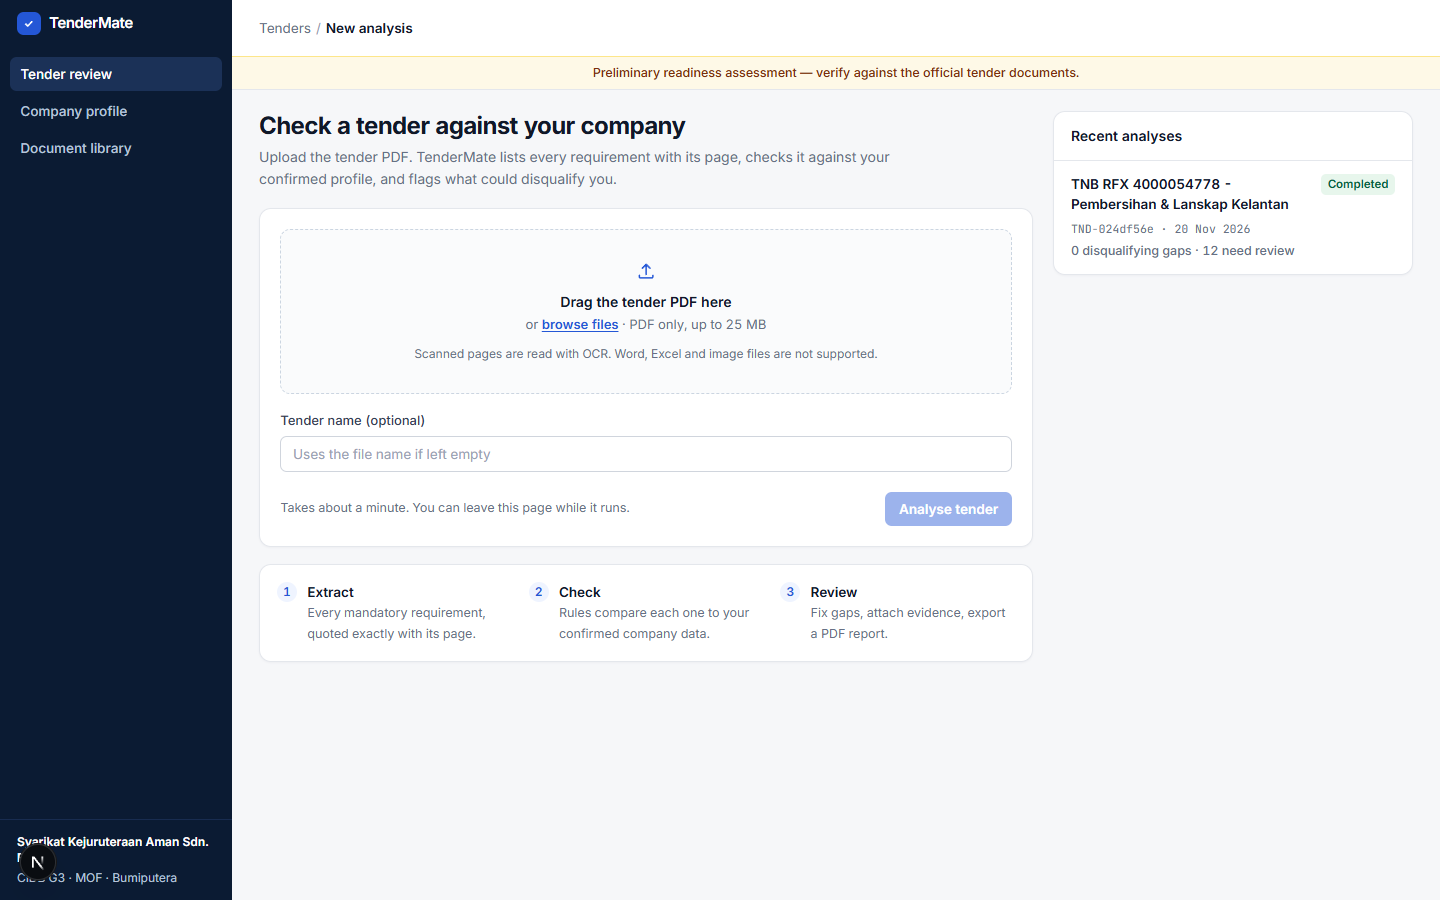 TenderMate
Tender review
Company profile
Document library
Tenders / New analysis
Preliminary readiness assessment — verify against the official tender documents.
Check a tender against your company
Upload the tender PDF. TenderMate lists every requirement with its page, checks it against your
confirmed profile, and flags what could disqualify you.
Drag the tender PDF here
or browse files · PDF only, up to 25 MB
Scanned pages are read with OCR. Word, Excel and image files are not supported.
Tender name (optional)
Uses the file name if left empty
Takes about a minute. You can leave this page while it runs.
Analyse tender
1 Extract
Every mandatory requirement,
quoted exactly with its page.
2 Check
Rules compare each one to your
confirmed company data.
3 Review
Fix gaps, attach evidence, export
a PDF report.
Recent analyses
TNB RFX 4000054778 -
Pembersihan & Lanskap Kelantan
Completed
TND-024df56e · 20 Nov 2026
0 disqualifying gaps · 12 need review
Syarikat Kejuruteraan Aman Sdn.
N
G3 · MOF · Bumiputera